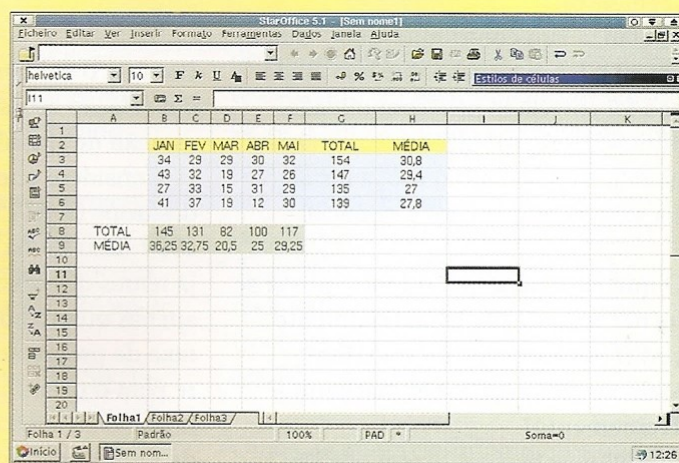 StarOffice 5.1 - [Sem nome1]
Ficheiro Editar Ver Inserir Formato Ferramentas Dados Janela Ajuda
helvetica 10 F k U A % Estilos de células
I11 Σ =
A B C D E F G H I J K
1
2 JAN FEV MAR ABR MAI TOTAL MÉDIA
3 34 29 29 30 32 154 30,8
4 43 32 19 27 26 147 29,4
5 27 33 15 31 29 135 27
6 41 37 19 12 30 139 27,8
7
8 TOTAL 145 131 82 100 117
9 MÉDIA 36,25 32,75 20,5 25 29,25
10
11
12
13
14
15
16
17
18
19
20
Folha1 Folha2 Folha3
Folha 1 / 3 Padrão 100% PAD * Soma=0
Início Sem nom... 12:26